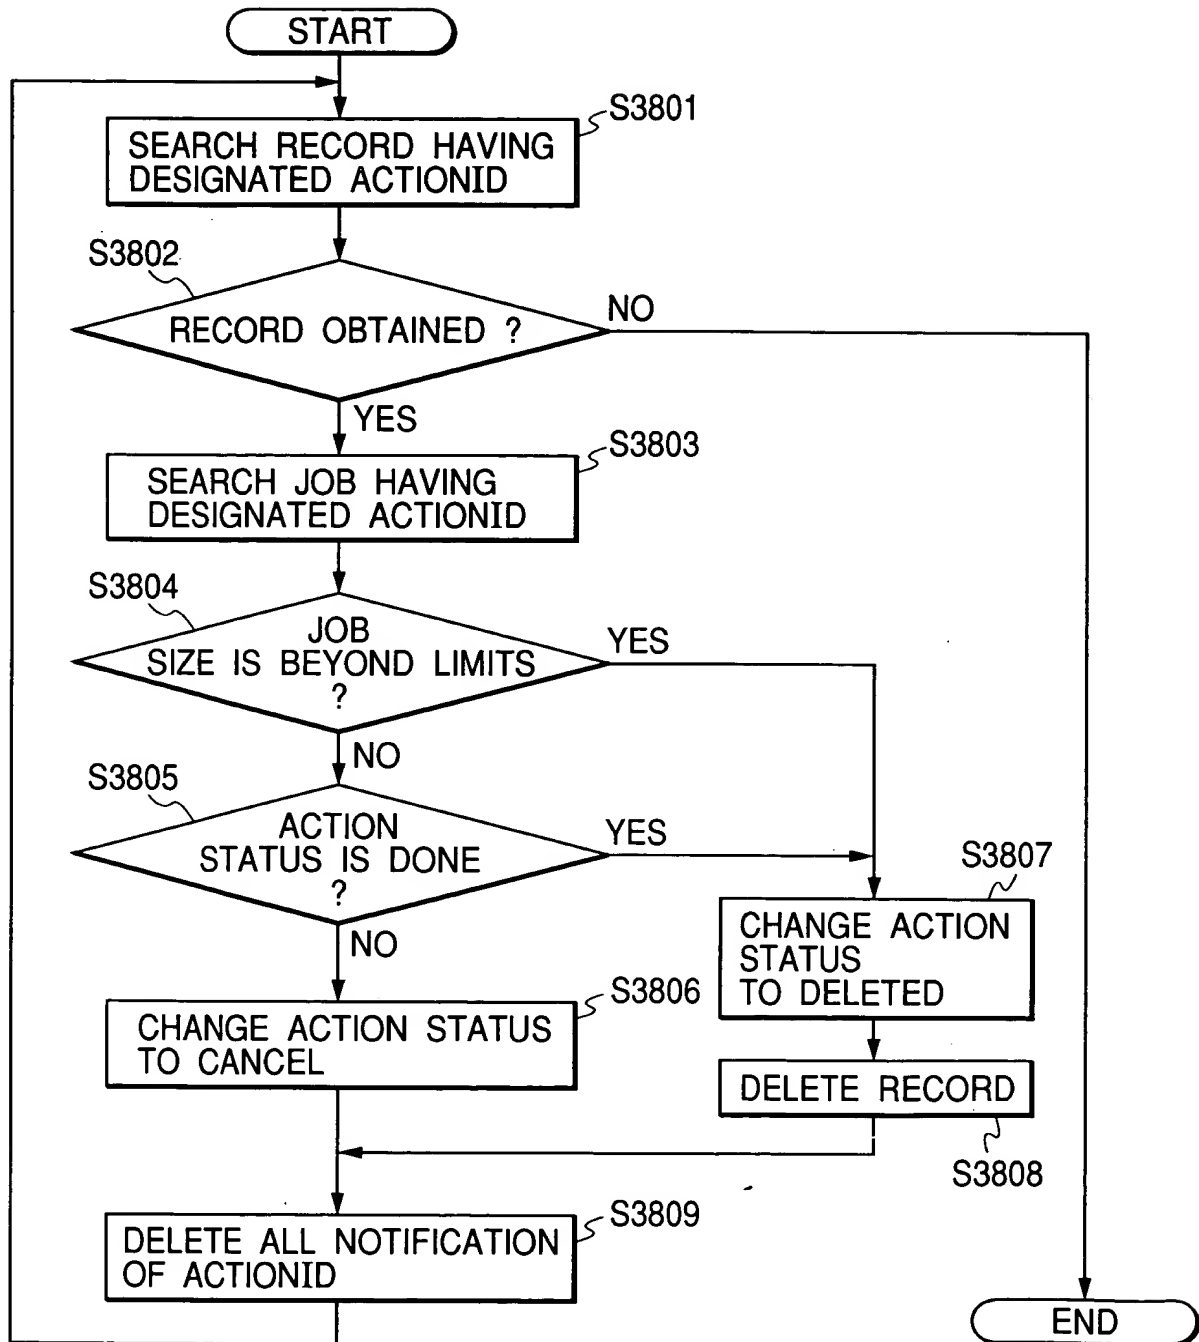 START
S3801
SEARCH RECORD HAVING
DESIGNATED ACTIONID
S3802
RECORD OBTAINED ?
NO
YES
S3803
SEARCH JOB HAVING
DESIGNATED ACTIONID
S3804
JOB
SIZE IS BEYOND LIMITS
?
YES
NO
S3805
ACTION
STATUS IS DONE
?
YES
NO
S3807
CHANGE ACTION
STATUS
TO DELETED
S3806
CHANGE ACTION STATUS
TO CANCEL
DELETE RECORD
S3808
S3809
DELETE ALL NOTIFICATION
OF ACTIONID
END